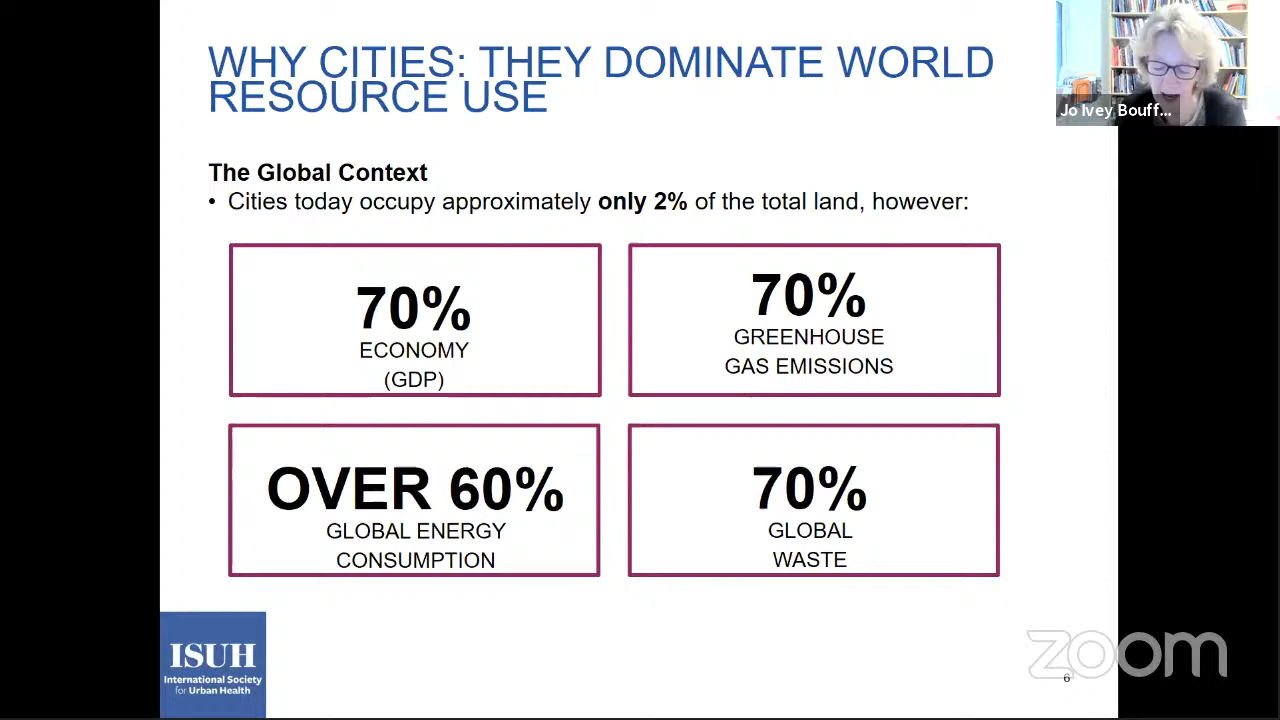 WHY CITIES: THEY DOMINATE WORLD
RESOURCE USE
Jo Ivey Bouff...
The Global Context
• Cities today occupy approximately only 2% of the total land, however:
70%
ECONOMY
(GDP)
70%
GREENHOUSE
GAS EMISSIONS
OVER 60%
GLOBAL ENERGY
CONSUMPTION
70%
GLOBAL
WASTE
ISUH
International Society
for Urban Health
zoom
6